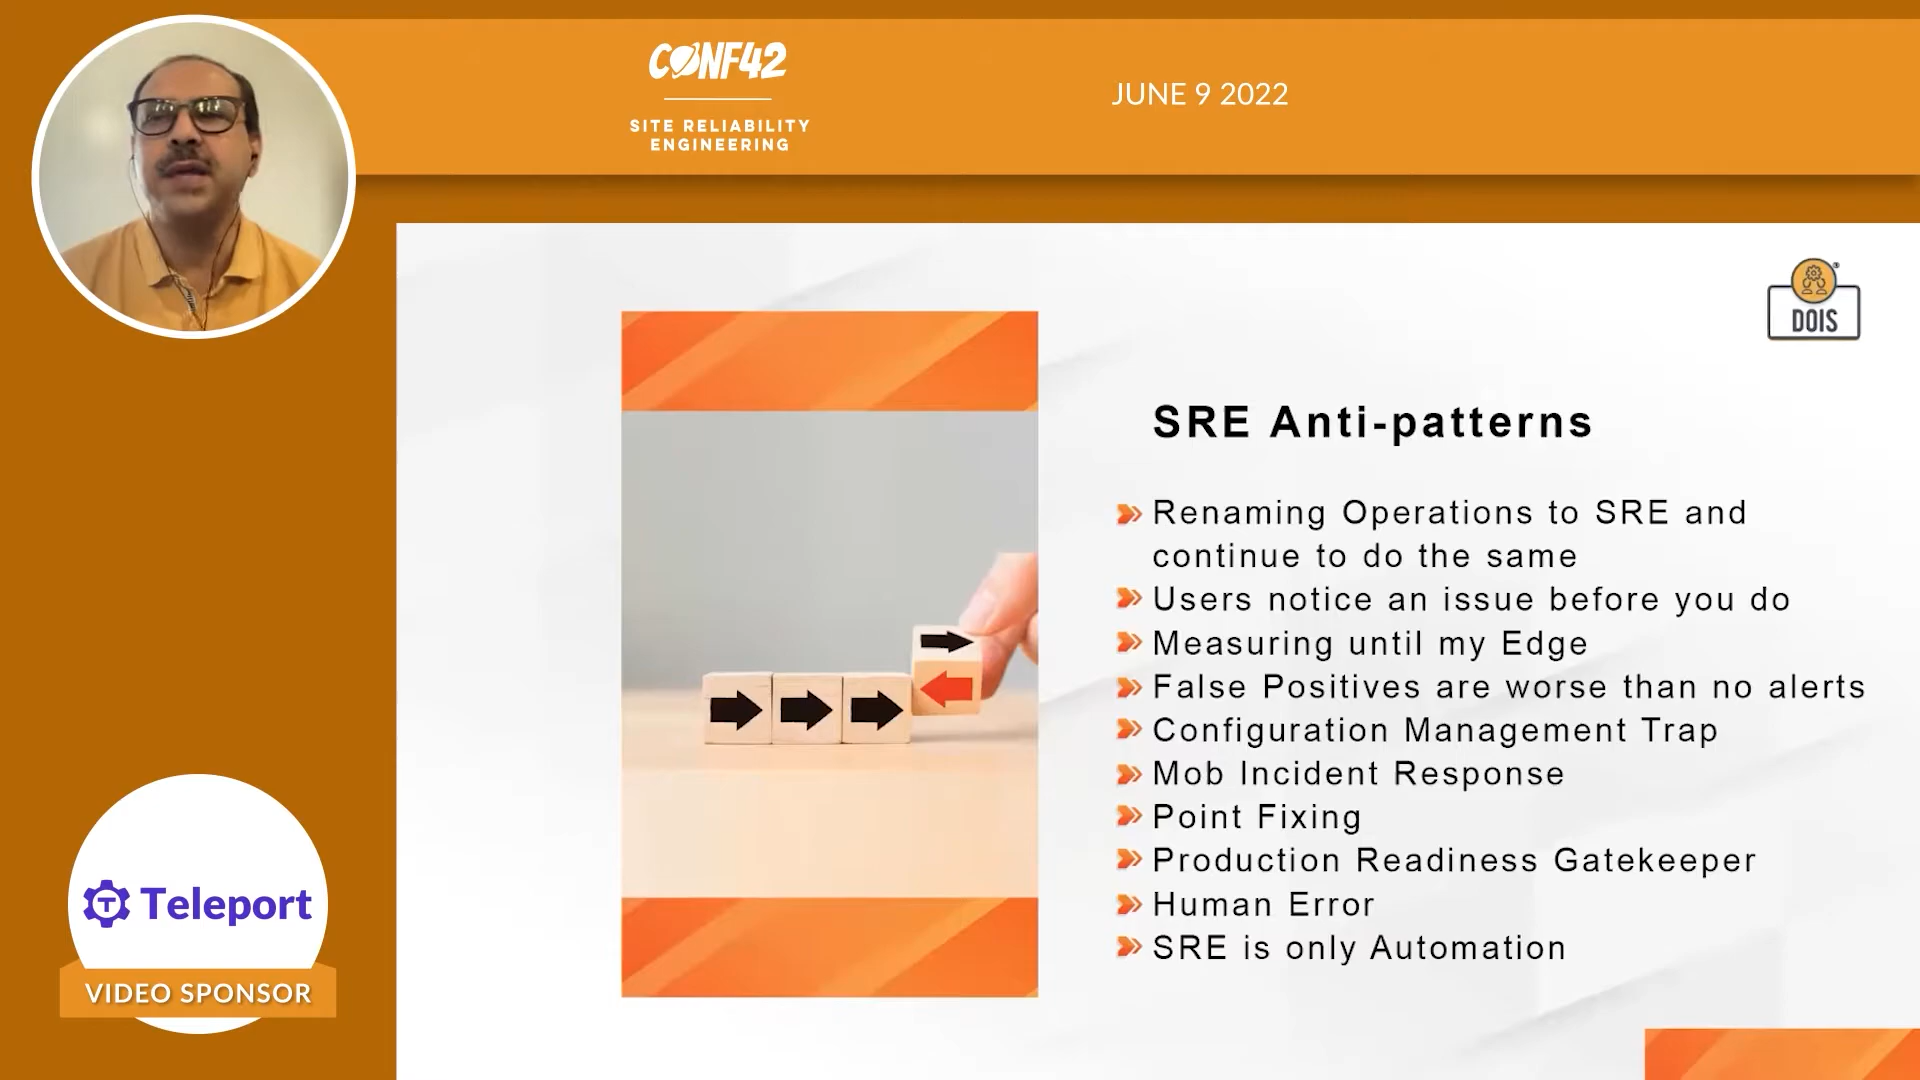 CONF42
SITE RELIABILITY
ENGINEERING
JUNE 9 2022
DOIS
SRE Anti-patterns
Renaming Operations to SRE and
continue to do the same
Users notice an issue before you do
Measuring until my Edge
False Positives are worse than no alerts
Configuration Management Trap
Mob Incident Response
Point Fixing
Production Readiness Gatekeeper
Human Error
SRE is only Automation
Teleport
VIDEO SPONSOR